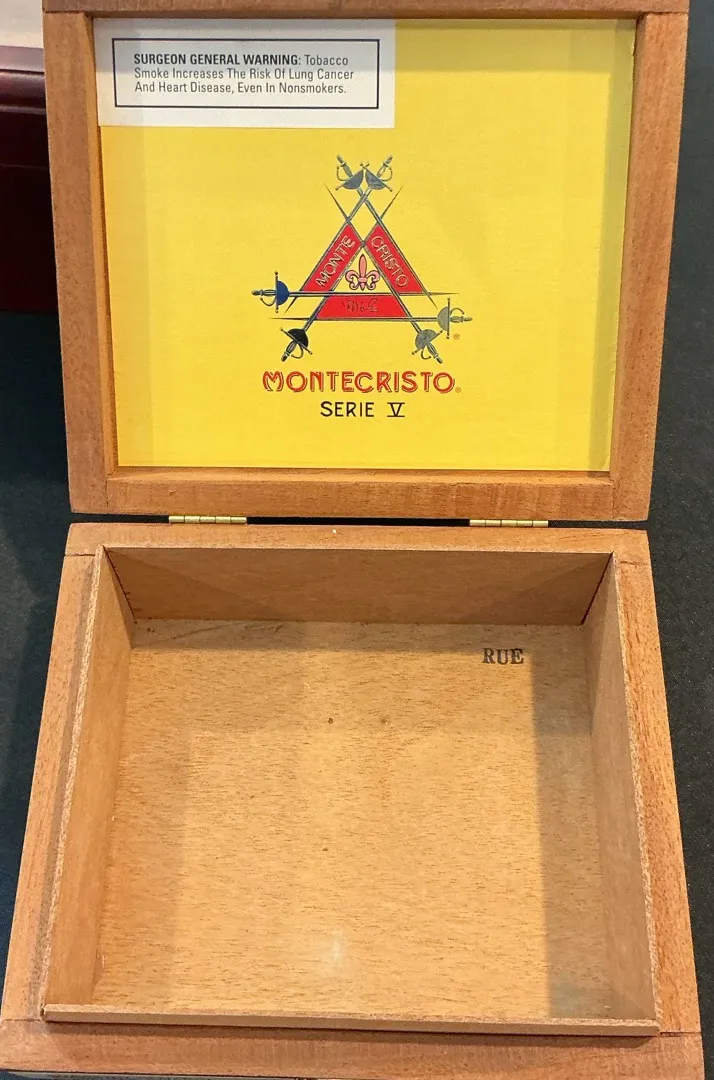 SURGEON GENERAL WARNING: Tobacco
Smoke Increases The Risk Of Lung Cancer
And Heart Disease, Even In Nonsmokers.
MONTE CRISTO
MONTECRISTO®
SERIE V
RUE